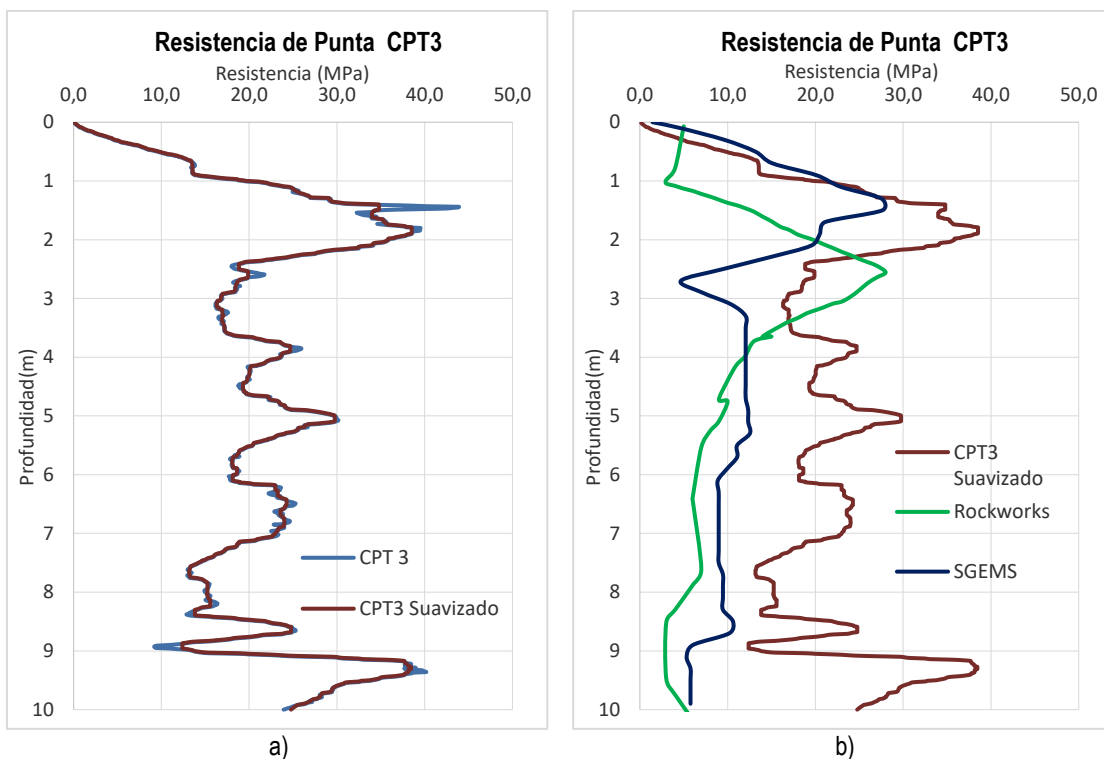 Resistencia de Punta CPT3
Resistencia (MPa)
0,0 10,0 20,0 30,0 40,0 50,0
Profundidad(m)
0
1
2
3
4
5
6
7
8
9
10
CPT 3
CPT3 Suavizado
a)
Resistencia de Punta CPT3
Resistencia (MPa)
0,0 10,0 20,0 30,0 40,0 50,0
Profundidad(m)
0
1
2
3
4
5
6
7
8
9
10
CPT3
Suavizado
Rockworks
SGEMS
b)